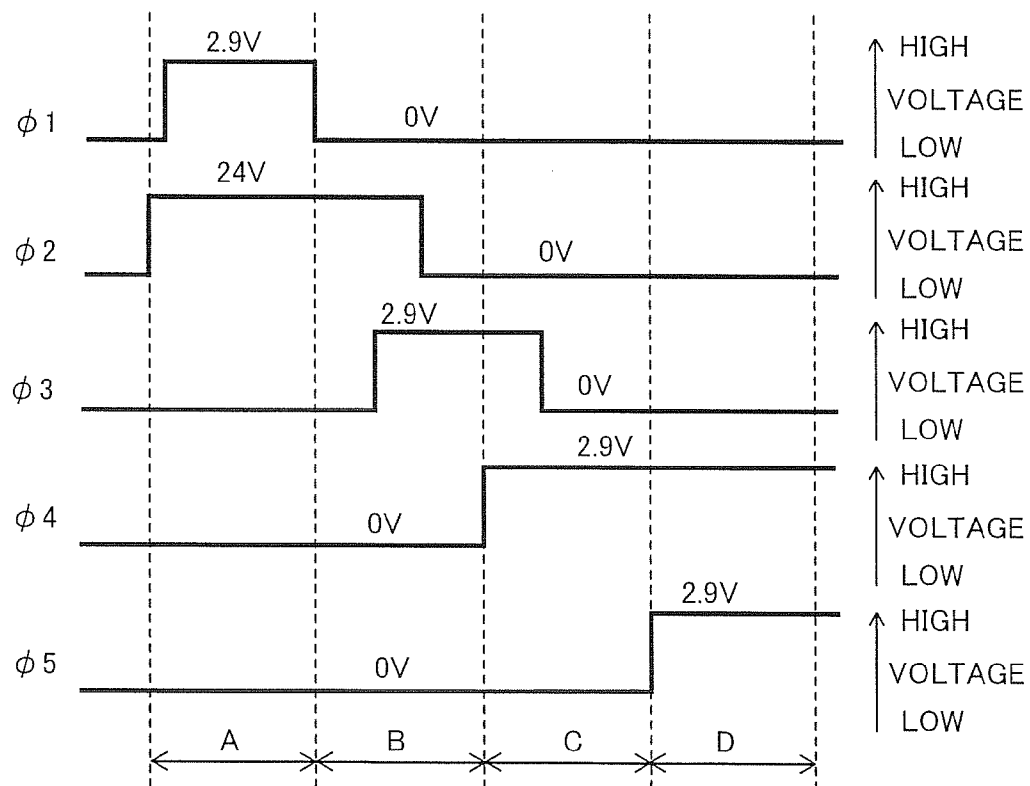 2.9V
HIGH
φ1
0V
VOLTAGE
LOW
24V
HIGH
φ2
0V
VOLTAGE
LOW
2.9V
HIGH
φ3
0V
VOLTAGE
LOW
2.9V
HIGH
φ4
0V
VOLTAGE
LOW
2.9V
HIGH
φ5
0V
VOLTAGE
LOW
A B C D